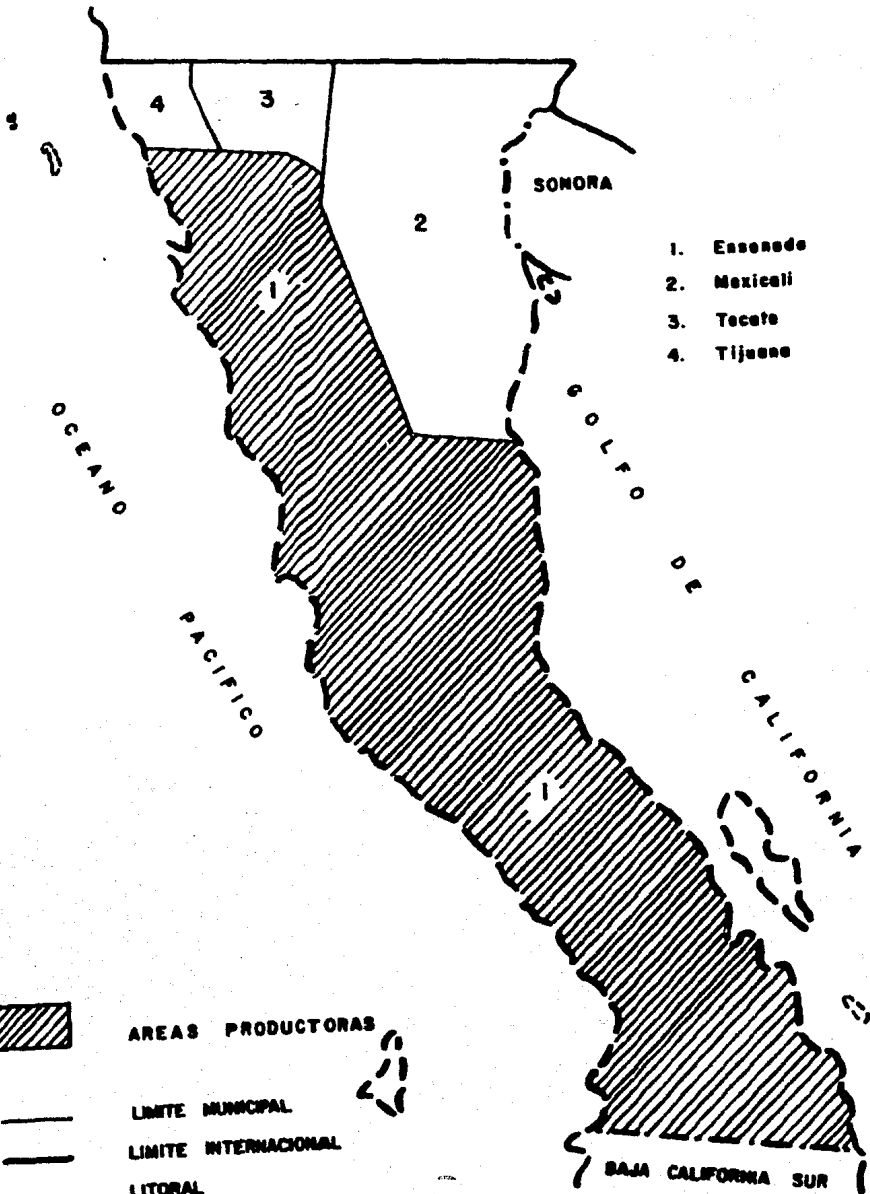 4
3
SONORA
2
1. Ensenada
2. Mexicali
3. Tecate
4. Tijuana
1
OCEANO
PACIFICO
GOLFO
DE
CALIFORNIA
1
AREAS PRODUCTORAS
LIMITE MUNICIPAL
LIMITE INTERNACIONAL
LITORAL
BAJA CALIFORNIA SUR